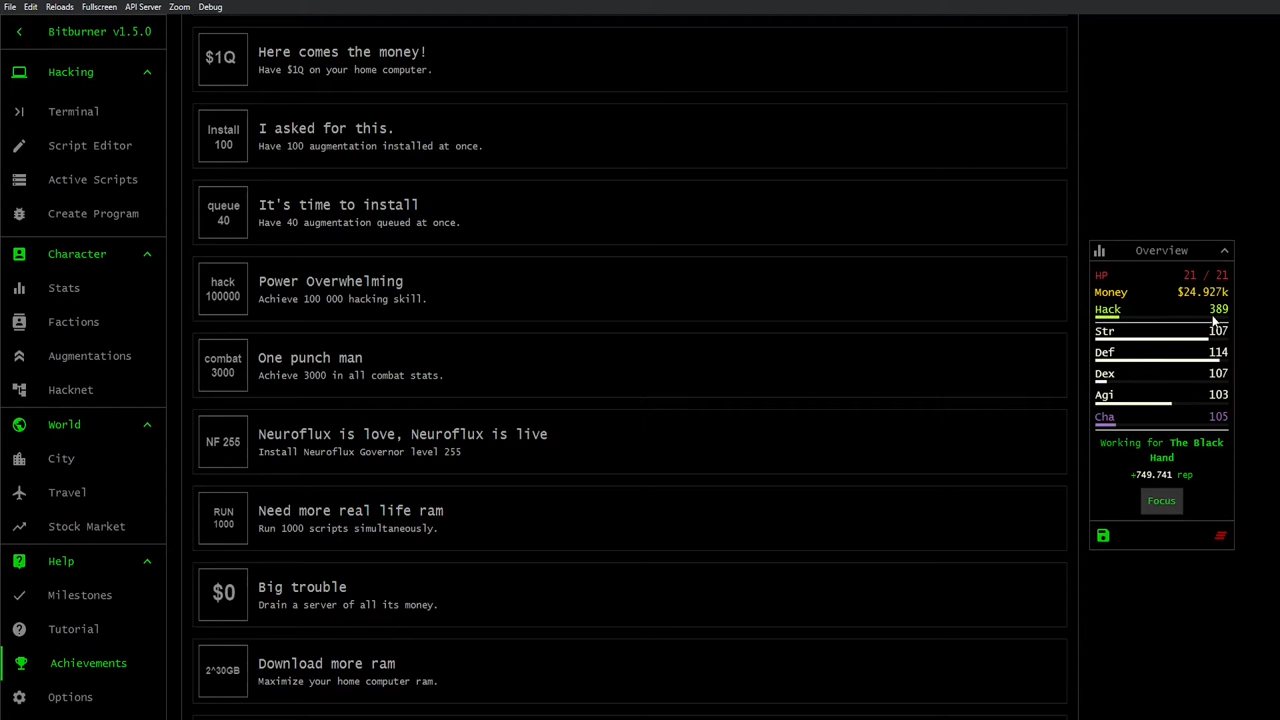 File Edit Reloads Fullscreen API Server Zoom Debug
Bitburner v1.5.0
Hacking
Terminal
Script Editor
Active Scripts
Create Program
Character
Stats
Factions
Augmentations
Hacknet
World
City
Travel
Stock Market
Help
Milestones
Tutorial
Achievements
Options
$1Q
Here comes the money!
Have $1Q on your home computer.
Install
100
I asked for this.
Have 100 augmentation installed at once.
queue
40
It's time to install
Have 40 augmentation queued at once.
hack
100000
Power Overwhelming
Achieve 100 000 hacking skill.
combat
3000
One punch man
Achieve 3000 in all combat stats.
NF 255
Neuroflux is love, Neuroflux is live
Install Neuroflux Governor level 255
RUN
1000
Need more real life ram
Run 1000 scripts simultaneously.
$0
Big trouble
Drain a server of all its money.
2^30GB
Download more ram
Maximize your home computer ram.
Overview
HP 21 / 21
Money $24.927k
Hack 389
Str 107
Def 114
Dex 107
Agi 103
Cha 105
Working for The Black
Hand
+749.741 rep
Focus